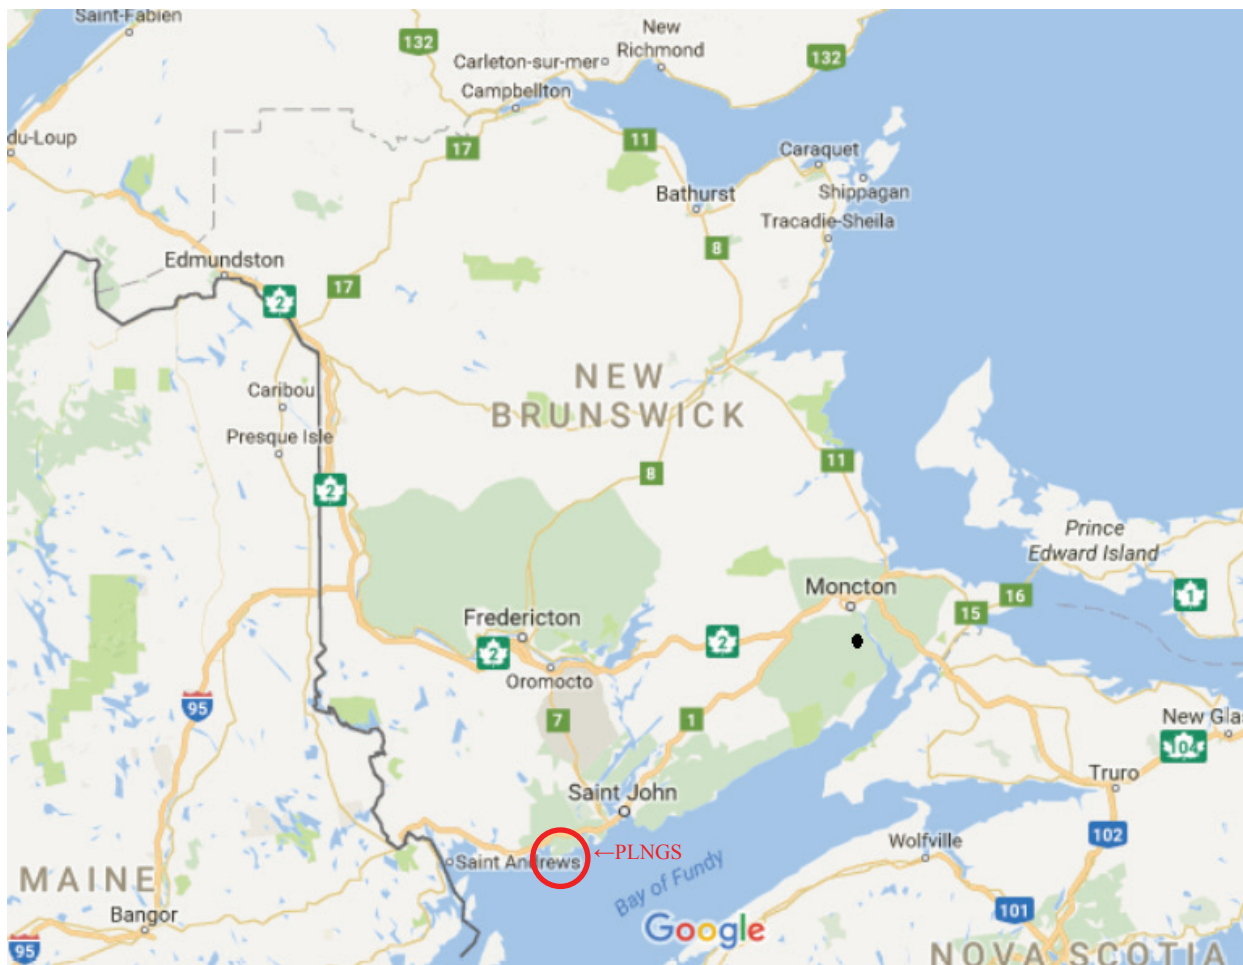 Saint-Fabien
132
New
Richmond
132
Carleton-sur-mer
Campbellton
du-Loup
17
11
Caraquet
Shippagan
Bathurst
Tracadie-Sheila
8
Edmundston
2
17
NEW
BRUNSWICK
Caribou
Presque Isle
8
11
2
Prince
Edward Island
Moncton
16
1
15
Fredericton
2
2
Oromocto
95
7
1
New Gla
104
Truro
Saint John
102
Wolfville
←PLNGS
Saint Andrews
Bay of Fundy
MAINE
Bangor
101
Google
95
NOVA SCOTIA